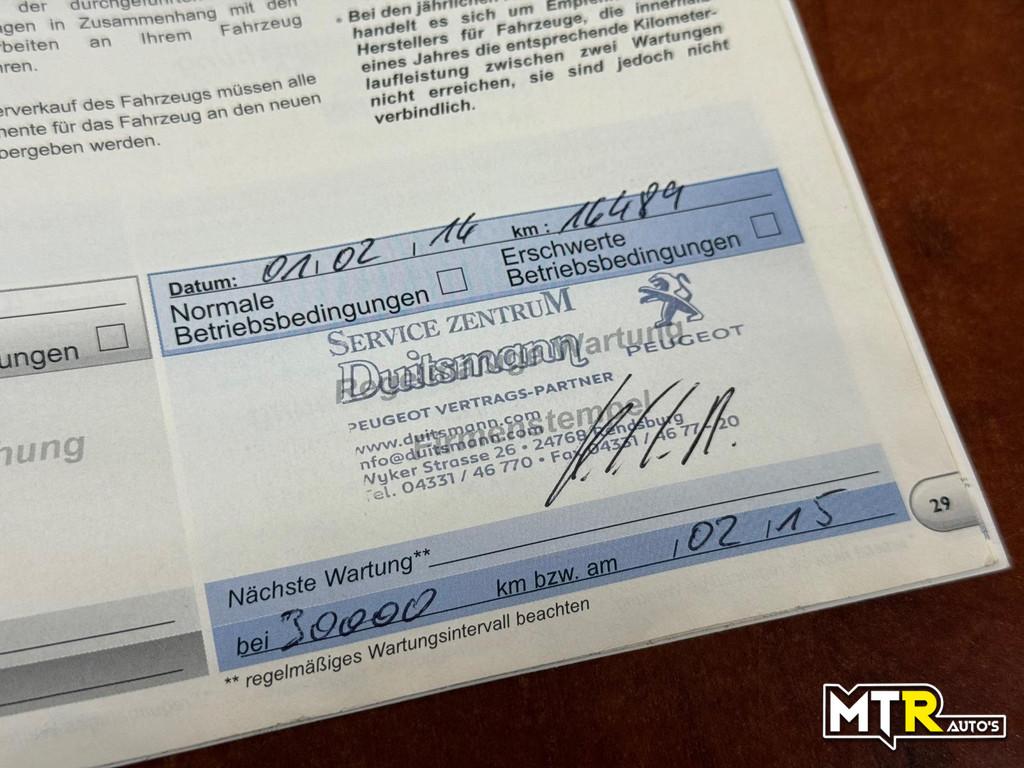 der durchgeführten
gen in Zusammenhang mit den
rbeiten an Ihrem Fahrzeug
hren.
erverkauf des Fahrzeugs müssen alle
mente für das Fahrzeug an den neuen
bergeben werden.
* Bei den jährlichen
handelt es sich um
Herstellers für Fahrzeuge, die innerhalb
eines Jahres die entsprechende Kilometer-
laufleistung zwischen zwei Wartungen
nicht erreichen, sie sind jedoch nicht
verbindlich.
ungen
hung
Datum: 01.02.14 km: 16489
Normale Betriebsbedingungen
Erschwerte Betriebsbedingungen
SERVICE ZENTRUM
Duitsmann
PEUGEOT
Wartung
PEUGEOT VERTRAGS-PARTNER
Firmenstempel
www.duitsmann.com
nfo@duitsmann.com
Nyker Strasse 26 • 24768 Rendsburg
Tel. 04331 / 46 770 • Fax 04331 / 46 77 - 20
Nächste Wartung**
bei 30000 km bzw. am 02.15
** regelmäßiges Wartungsintervall beachten
29
MTR AUTO'S